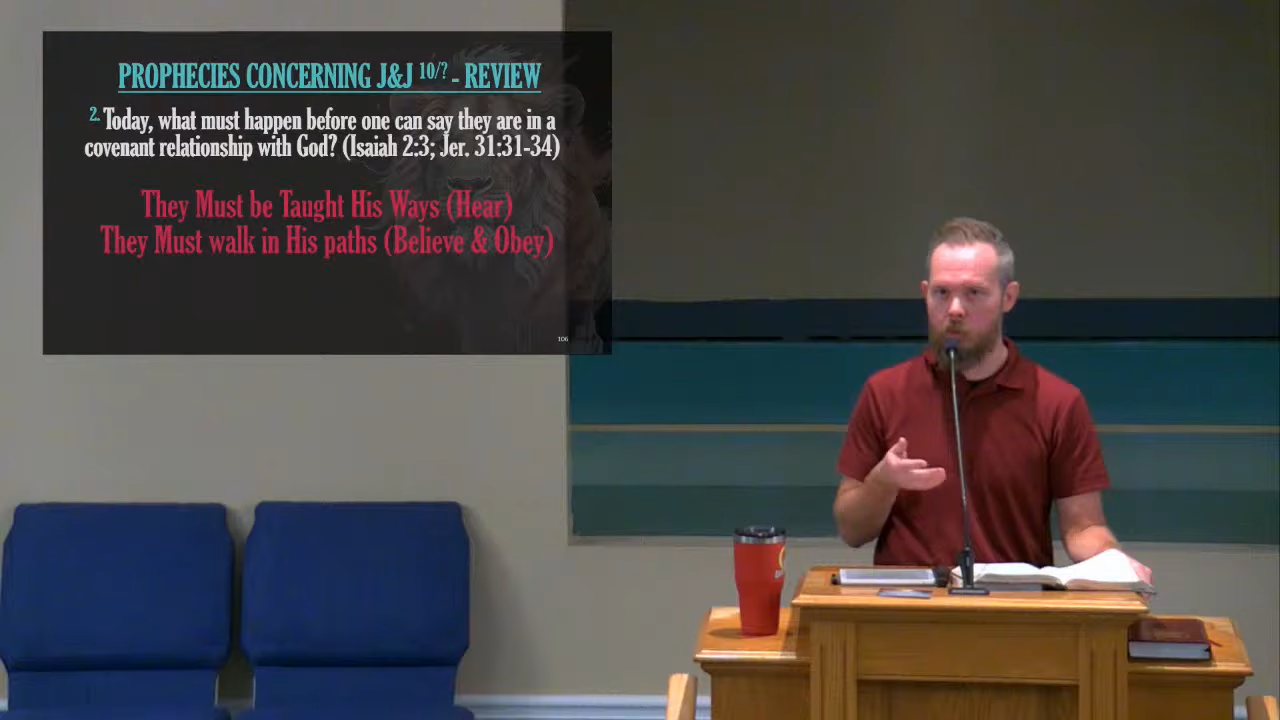 PROPHECIES CONCERNING J&J 10/? - REVIEW
2. Today, what must happen before one can say they are in a
covenant relationship with God? (Isaiah 2:3; Jer. 31:31-34)
They Must be Taught His Ways (Hear)
They Must walk in His paths (Believe & Obey)
106